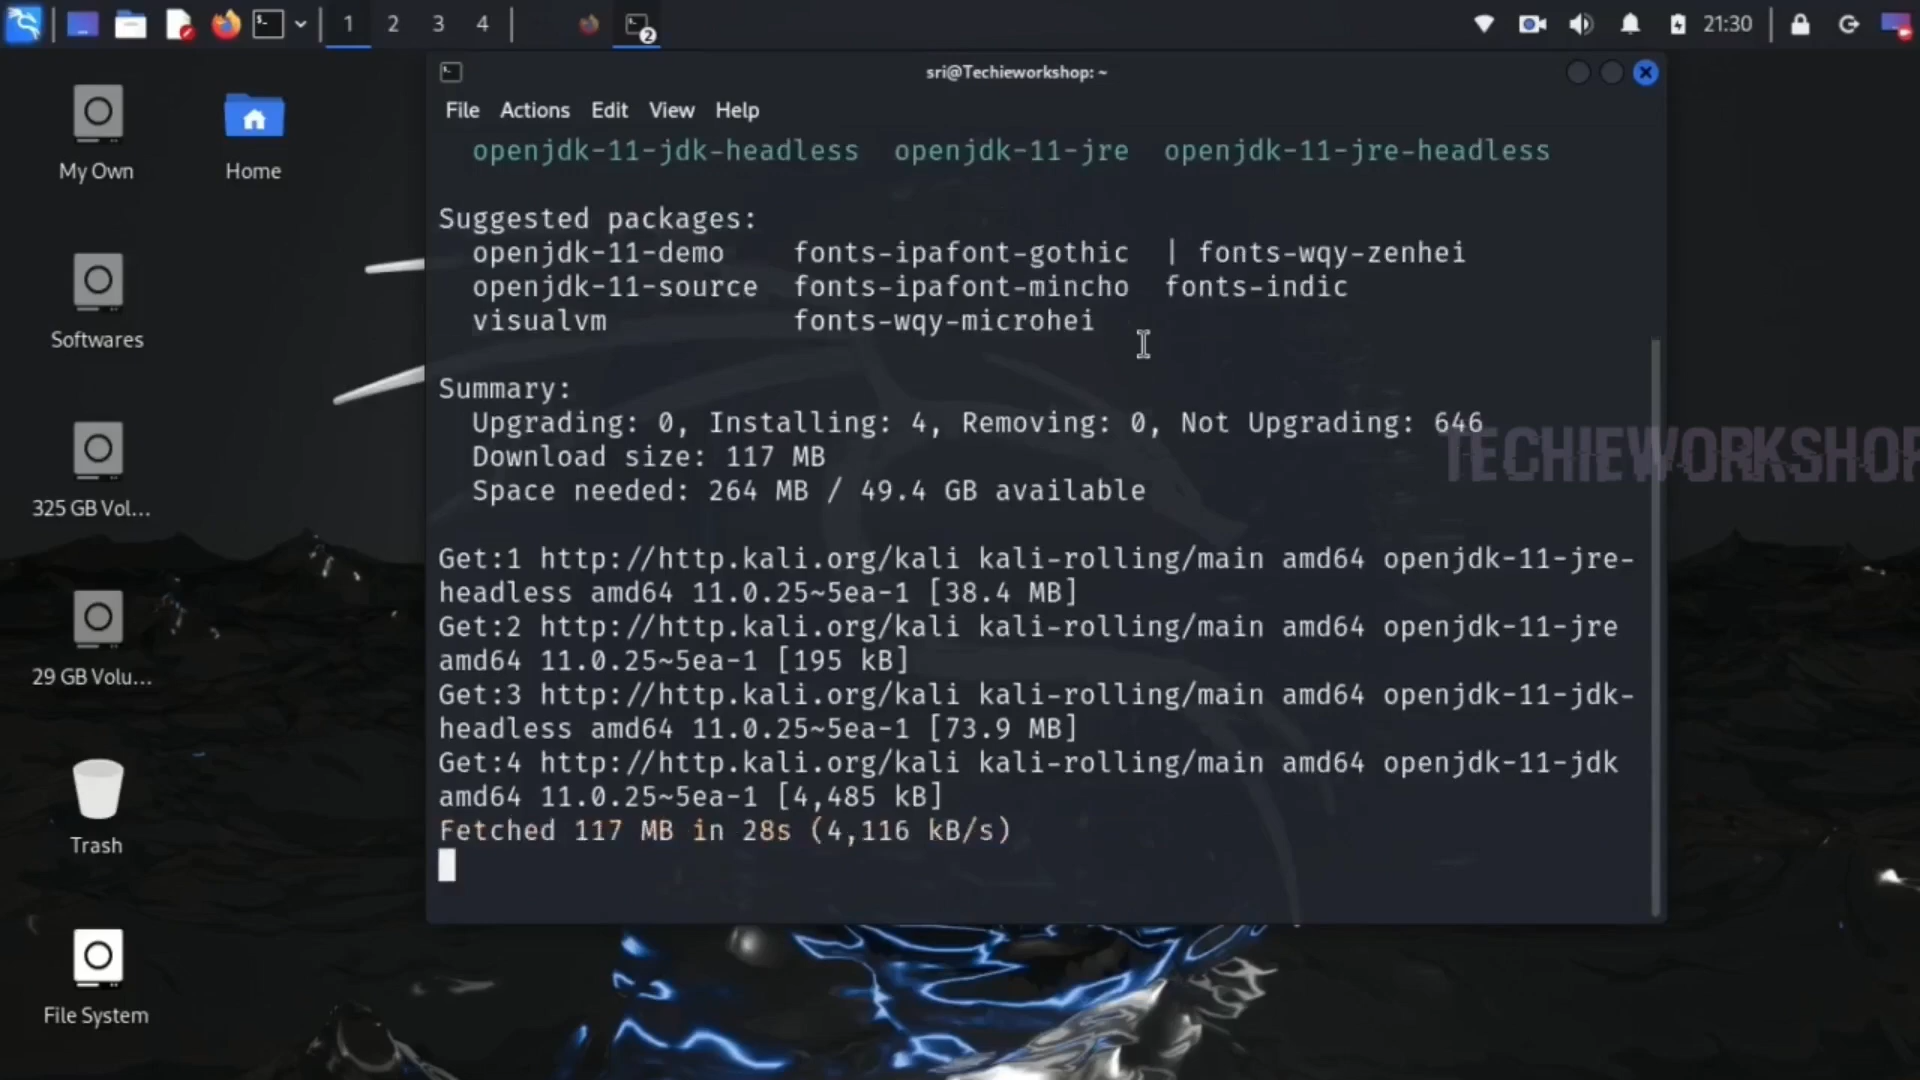 1 2 3 4
2
21:30
sri@Techieworkshop: ~
File Actions Edit View Help
My Own
Home
Softwares
325 GB Vol...
29 GB Volu...
Trash
File System
openjdk-11-jdk-headless openjdk-11-jre openjdk-11-jre-headless
Suggested packages:
openjdk-11-demo fonts-ipafont-gothic | fonts-wqy-zenhei
openjdk-11-source fonts-ipafont-mincho fonts-indic
visualvm fonts-wqy-microhei
Summary:
Upgrading: 0, Installing: 4, Removing: 0, Not Upgrading: 646
Download size: 117 MB
Space needed: 264 MB / 49.4 GB available
Get:1 http://http.kali.org/kali kali-rolling/main amd64 openjdk-11-jre-
headless amd64 11.0.25~5ea-1 [38.4 MB]
Get:2 http://http.kali.org/kali kali-rolling/main amd64 openjdk-11-jre
amd64 11.0.25~5ea-1 [195 kB]
Get:3 http://http.kali.org/kali kali-rolling/main amd64 openjdk-11-jdk-
headless amd64 11.0.25~5ea-1 [73.9 MB]
Get:4 http://http.kali.org/kali kali-rolling/main amd64 openjdk-11-jdk
amd64 11.0.25~5ea-1 [4,485 kB]
Fetched 117 MB in 28s (4,116 kB/s)
TECHIEWORKSHOP